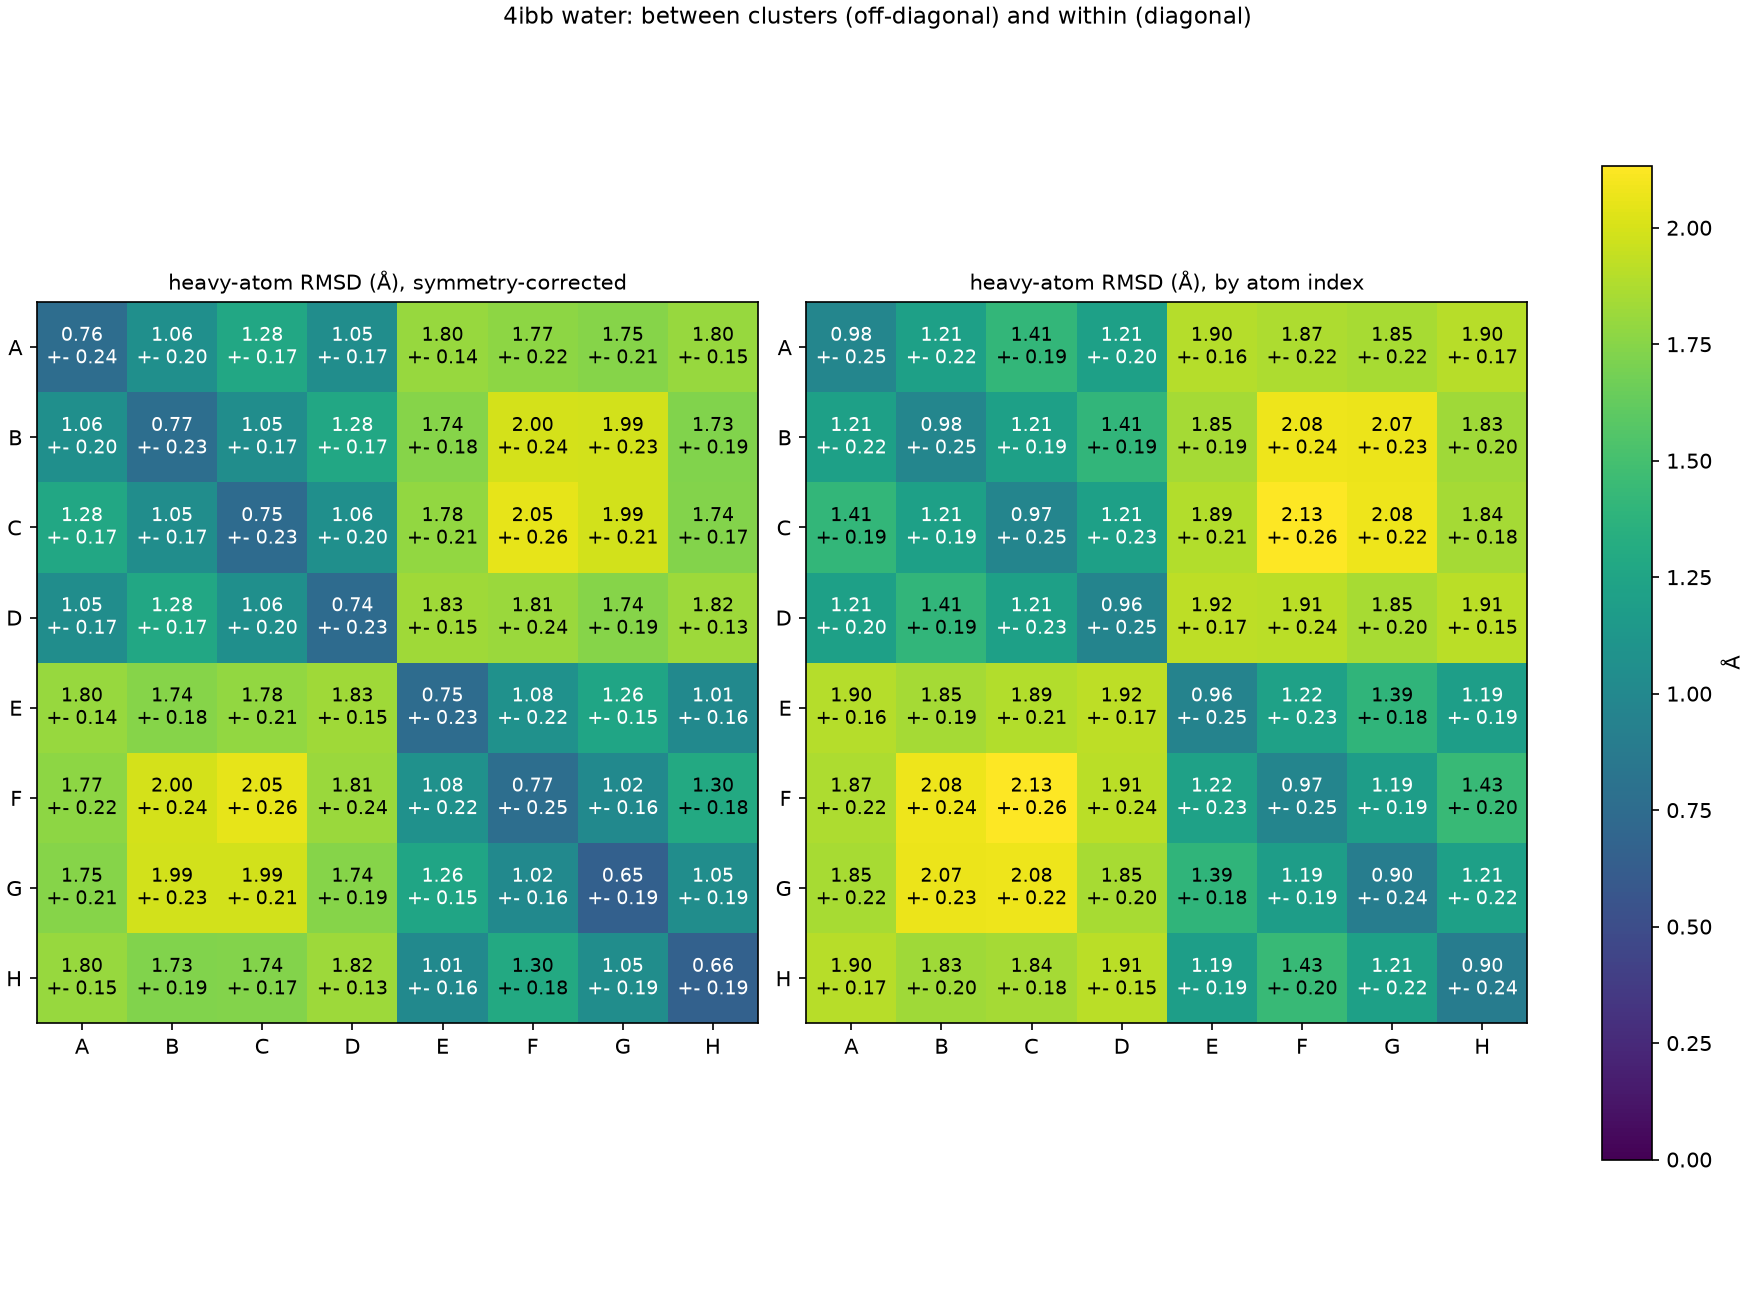 4ibb water: between clusters (off-diagonal) and within (diagonal)
heavy-atom RMSD (Å), symmetry-corrected
A
0.76 1.06 1.28 1.05 1.80 1.77 1.75 1.80
+- 0.24 +- 0.20 +- 0.17 +- 0.17 +- 0.14 +- 0.22 +- 0.21 +- 0.15
B
1.06 0.77 1.05 1.28 1.74 2.00 1.99 1.73
+- 0.20 +- 0.23 +- 0.17 +- 0.17 +- 0.18 +- 0.24 +- 0.23 +- 0.19
C
1.28 1.05 0.75 1.06 1.78 2.05 1.99 1.74
+- 0.17 +- 0.17 +- 0.23 +- 0.20 +- 0.21 +- 0.26 +- 0.21 +- 0.17
D
1.05 1.28 1.06 0.74 1.83 1.81 1.74 1.82
+- 0.17 +- 0.17 +- 0.20 +- 0.23 +- 0.15 +- 0.24 +- 0.19 +- 0.13
E
1.80 1.74 1.78 1.83 0.75 1.08 1.26 1.01
+- 0.14 +- 0.18 +- 0.21 +- 0.15 +- 0.23 +- 0.22 +- 0.15 +- 0.16
F
1.77 2.00 2.05 1.81 1.08 0.77 1.02 1.30
+- 0.22 +- 0.24 +- 0.26 +- 0.24 +- 0.22 +- 0.25 +- 0.16 +- 0.18
G
1.75 1.99 1.99 1.74 1.26 1.02 0.65 1.05
+- 0.21 +- 0.23 +- 0.21 +- 0.19 +- 0.15 +- 0.16 +- 0.19 +- 0.19
H
1.80 1.73 1.74 1.82 1.01 1.30 1.05 0.66
+- 0.15 +- 0.19 +- 0.17 +- 0.13 +- 0.16 +- 0.18 +- 0.19 +- 0.19
A B C D E F G H
heavy-atom RMSD (Å), by atom index
A
0.98 1.21 1.41 1.21 1.90 1.87 1.85 1.90
+- 0.25 +- 0.22 +- 0.19 +- 0.20 +- 0.16 +- 0.22 +- 0.22 +- 0.17
B
1.21 0.98 1.21 1.41 1.85 2.08 2.07 1.83
+- 0.22 +- 0.25 +- 0.19 +- 0.19 +- 0.19 +- 0.24 +- 0.23 +- 0.20
C
1.41 1.21 0.97 1.21 1.89 2.13 2.08 1.84
+- 0.19 +- 0.19 +- 0.25 +- 0.23 +- 0.21 +- 0.26 +- 0.22 +- 0.18
D
1.21 1.41 1.21 0.96 1.92 1.91 1.85 1.91
+- 0.20 +- 0.19 +- 0.23 +- 0.25 +- 0.17 +- 0.24 +- 0.20 +- 0.15
E
1.90 1.85 1.89 1.92 0.96 1.22 1.39 1.19
+- 0.16 +- 0.19 +- 0.21 +- 0.17 +- 0.25 +- 0.23 +- 0.18 +- 0.19
F
1.87 2.08 2.13 1.91 1.22 0.97 1.19 1.43
+- 0.22 +- 0.24 +- 0.26 +- 0.24 +- 0.23 +- 0.25 +- 0.19 +- 0.20
G
1.85 2.07 2.08 1.85 1.39 1.19 0.90 1.21
+- 0.22 +- 0.23 +- 0.22 +- 0.20 +- 0.18 +- 0.19 +- 0.24 +- 0.22
H
1.90 1.83 1.84 1.91 1.19 1.43 1.21 0.90
+- 0.17 +- 0.20 +- 0.18 +- 0.15 +- 0.19 +- 0.20 +- 0.22 +- 0.24
A B C D E F G H
2.00
1.75
1.50
1.25
1.00
0.75
0.50
0.25
0.00
Å